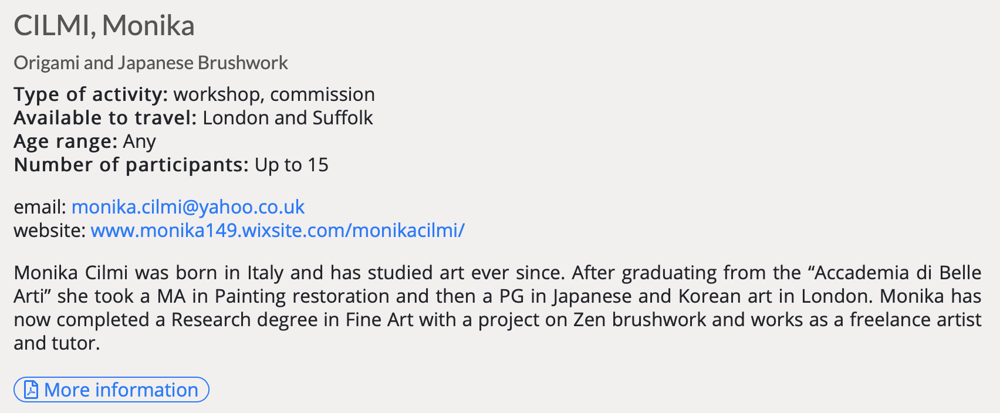 CILMI, Monika
Origami and Japanese Brushwork
Type of activity: workshop, commission
Available to travel: London and Suffolk
Age range: Any
Number of participants: Up to 15
email: monika.cilmi@yahoo.co.uk
website: www.monika149.wixsite.com/monikacilmi/
Monika Cilmi was born in Italy and has studied art ever since. After graduating from the “Accademia di Belle
Arti” she took a MA in Painting restoration and then a PG in Japanese and Korean art in London. Monika has
now completed a Research degree in Fine Art with a project on Zen brushwork and works as a freelance artist
and tutor.
More information